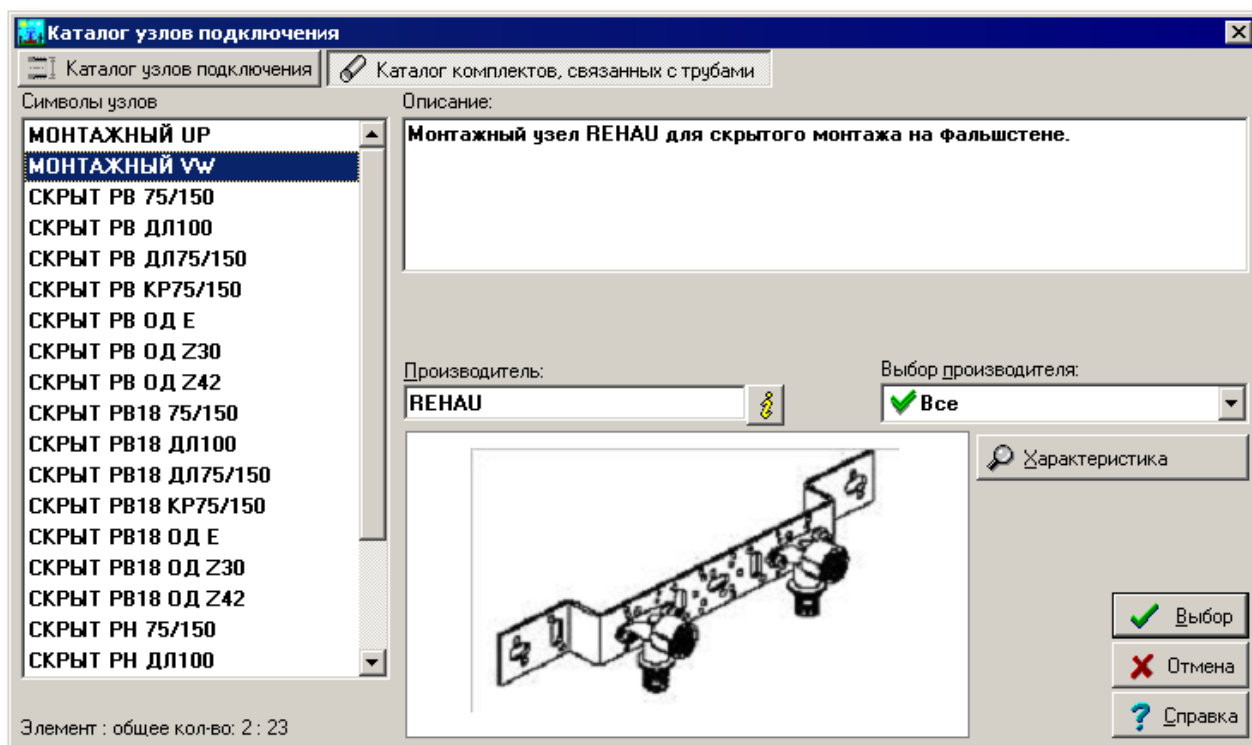 Каталог узлов подключения
Каталог узлов подключения
Каталог комплектов, связанных с трубами
Символы узлов
МОНТАЖНЫЙ UP
МОНТАЖНЫЙ VW
СКРЫТ РВ 75/150
СКРЫТ РВ ДЛ100
СКРЫТ РВ ДЛ75/150
СКРЫТ РВ КР75/150
СКРЫТ РВ ОД Е
СКРЫТ РВ ОД Z30
СКРЫТ РВ ОД Z42
СКРЫТ РВ18 75/150
СКРЫТ РВ18 ДЛ100
СКРЫТ РВ18 ДЛ75/150
СКРЫТ РВ18 КР75/150
СКРЫТ РВ18 ОД Е
СКРЫТ РВ18 ОД Z30
СКРЫТ РВ18 ОД Z42
СКРЫТ РН 75/150
СКРЫТ РН ДЛ100
Элемент : общее кол-во: 2 : 23
Описание:
Монтажный узел REHAU для скрытого монтажа на фальшстене.
Производитель:
REHAU
Выбор производителя:
Все
Характеристика
Выбор
Отмена
Справка